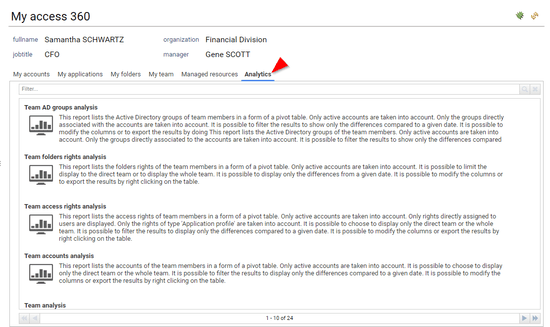 My access 360
fullname Samantha SCHWARTZ organization Financial Division
jobtitle CFO manager Gene SCOTT
My accounts My applications My folders My team Managed resources Analytics
Filter...
Team AD groups analysis
This report lists the Active Directory groups of team members in a form of a pivot table. Only active accounts are taken into account. Only the groups directly
associated with the accounts are taken into account. It is possible to filter the results to show only the differences compared to a given date. It is possible to
modify the columns or to export the results by doing This report lists the Active Directory groups of the team members. Only active accounts are taken into
account. Only the groups directly associated to the accounts are taken into account. It is possible to filter the results to show only the differences compared
Team folders rights analysis
This report lists the folders rights of the team members in a form of a pivot table. Only active accounts are taken into account. It is possible to limit the
display to the direct team or to display the whole team. It is possible to display only the differences from a given date. It is possible to modify the columns or
to export the results by right clicking on the table.
Team access rights analysis
This report lists the access rights of team members in a form of a pivot table. Only active accounts are taken into account. Only rights directly assigned to
users are displayed. Only the rights of type 'Application profile' are taken into account. It is possible to choose to display only the direct team or the whole
team. It is possible to filter the results to display only the differences compared to a given date. It is possible to modify the columns or export the results by
right clicking on the table.
Team accounts analysis
This report lists the accounts of the team members in a form of a pivot table. Only active accounts are taken into account. It is possible to choose to display
only the direct team or the whole team. It is possible to filter the results to display only the differences compared to a given date. It is possible to modify the
columns or export the results by right clicking on the table.
Team analysis
1 - 10 of 24